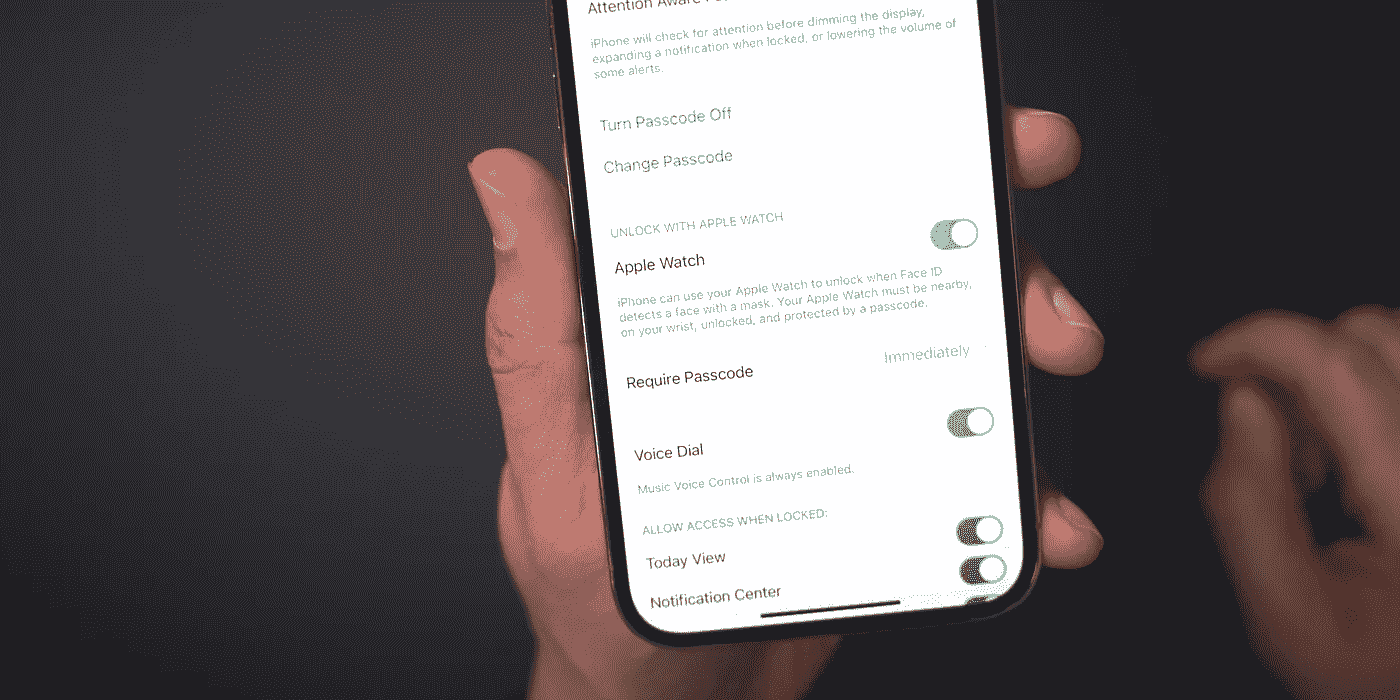 Attention Aware
iPhone will check for attention before dimming the display,
expanding a notification when locked, or lowering the volume of
some alerts.
Turn Passcode Off
Change Passcode
UNLOCK WITH APPLE WATCH
Apple Watch
iPhone can use your Apple Watch to unlock when Face ID
detects a face with a mask. Your Apple Watch must be nearby,
on your wrist, unlocked, and protected by a passcode.
Require Passcode Immediately
Voice Dial
Music Voice Control is always enabled.
ALLOW ACCESS WHEN LOCKED:
Today View
Notification Center